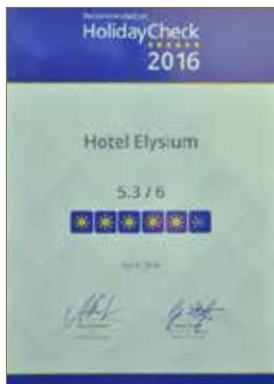 Recommended on
HolidayCheck
2016
Hotel Elysium
5.3 / 6